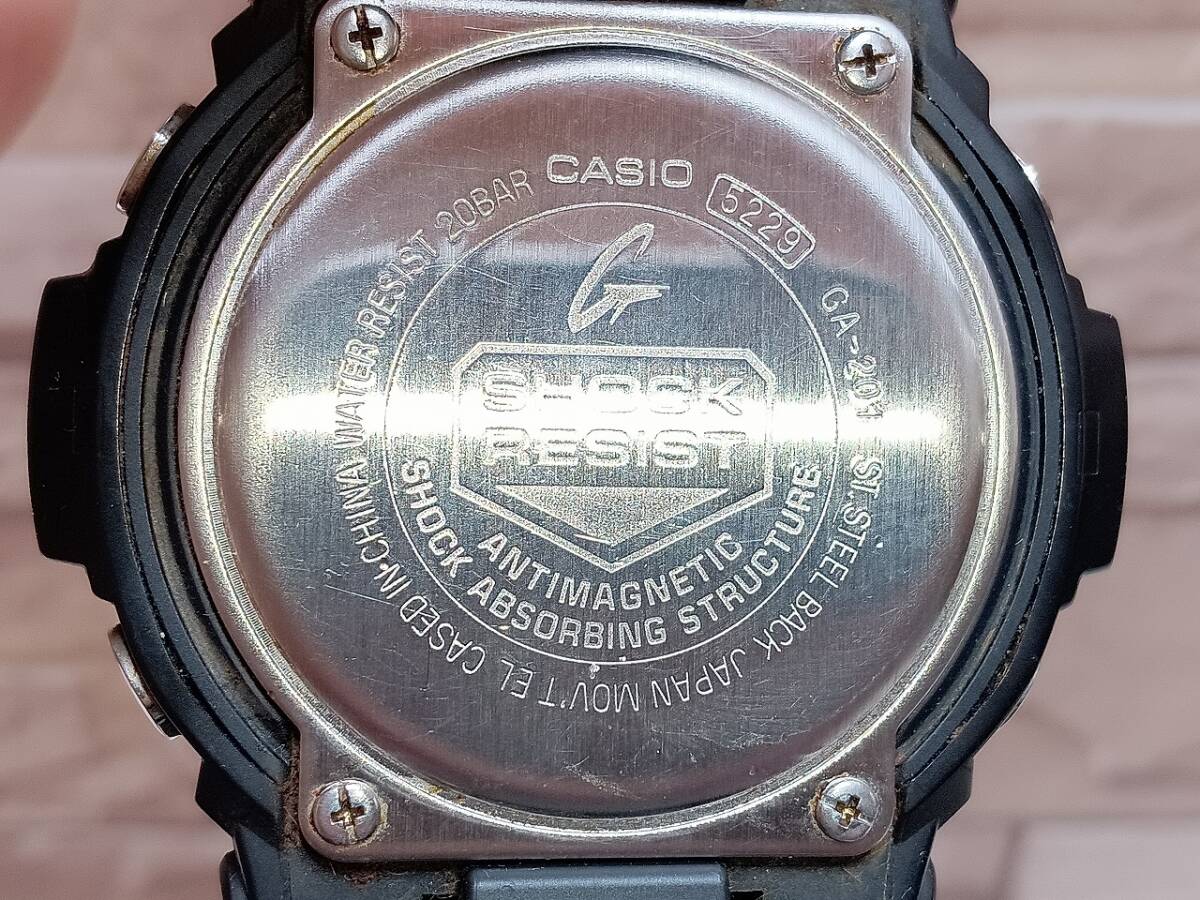 CASIO
5229
GA-201 ST.STEEL BACK JAPAN MOV'T EL CASED IN•CHINA WATER RESIST 20BAR
G
SHOCK
RESIST
ANTIMAGNETIC
SHOCK ABSORBING STRUCTURE